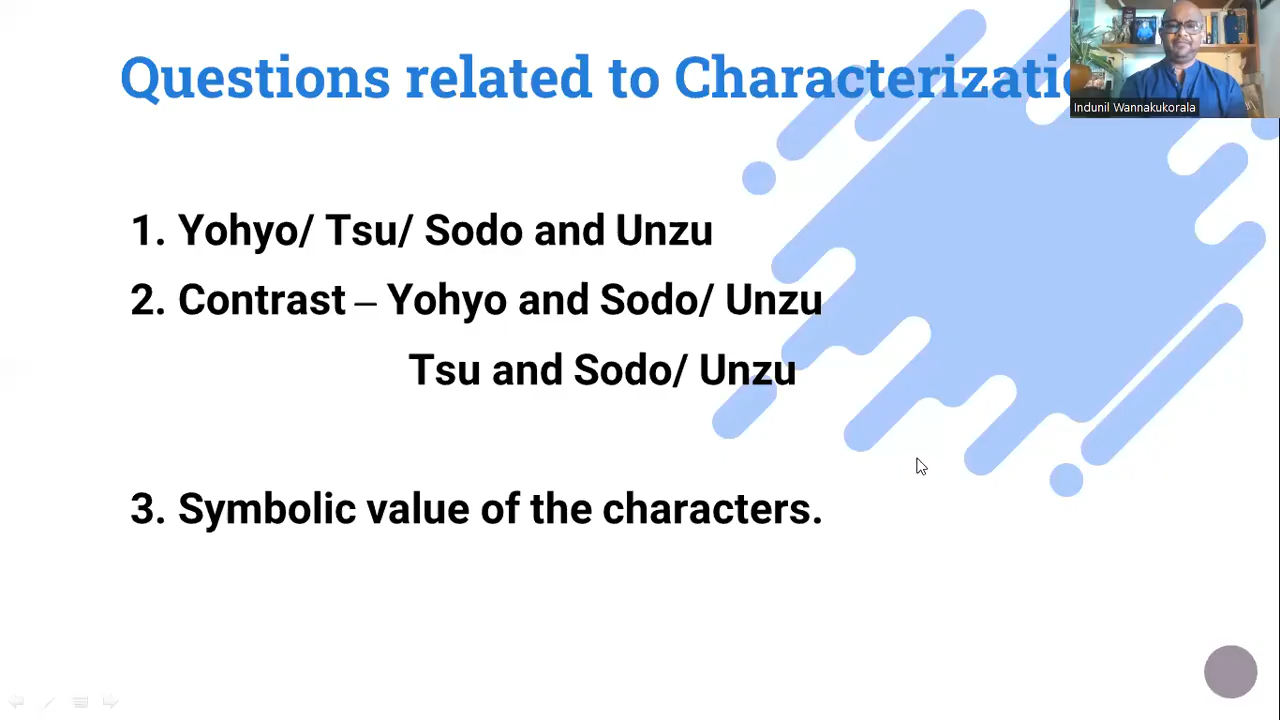 Questions related to Characterizatio
Indunil Wannakukorala
1. Yohyo/ Tsu/ Sodo and Unzu
2. Contrast – Yohyo and Sodo/ Unzu
Tsu and Sodo/ Unzu
3. Symbolic value of the characters.